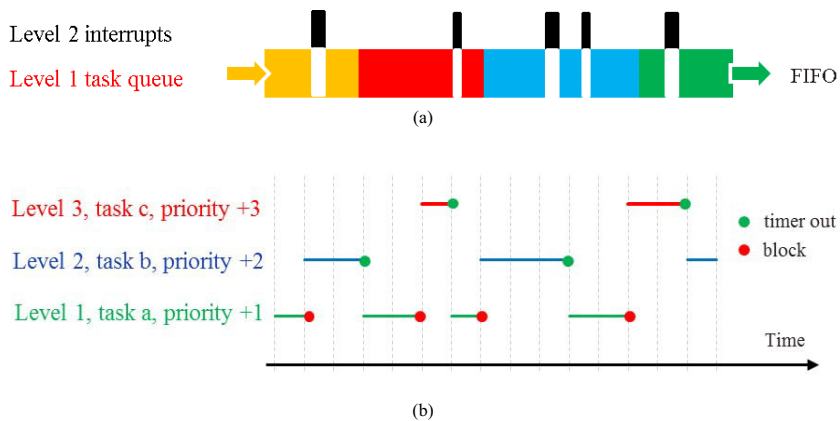 Level 2 interrupts
Level 1 task queue
FIFO
(a)
Level 3, task c, priority +3
timer out
block
Level 2, task b, priority +2
Level 1, task a, priority +1
Time
(b)